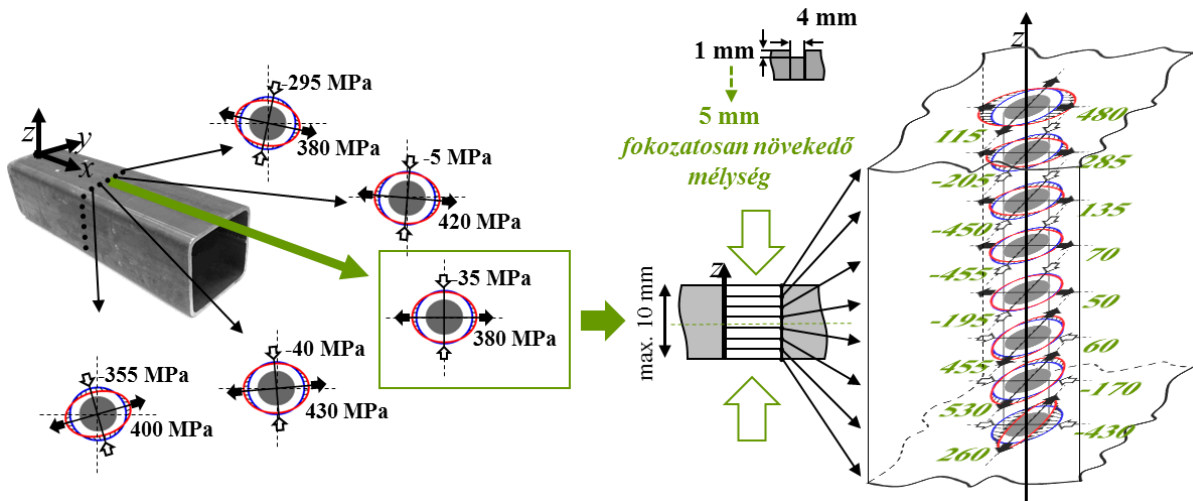 z
y
x
-295 MPa
380 MPa
-5 MPa
420 MPa
-35 MPa
380 MPa
-40 MPa
430 MPa
-355 MPa
400 MPa
4 mm
1 mm
5 mm
fokozatosan növekedő
mélység
z
max. 10 mm
z
480
115
285
-205
135
-450
70
-455
50
-195
60
455
-170
530
-430
260